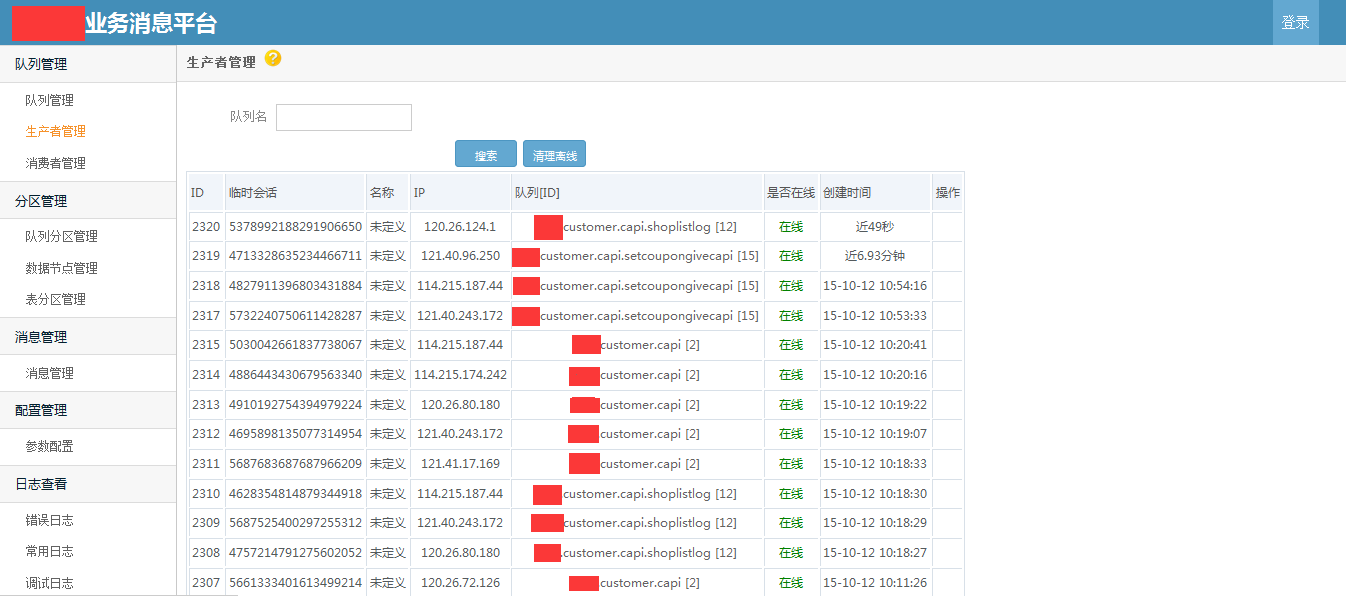 业务消息平台
登录
队列管理
队列管理
生产者管理
消费者管理
分区管理
队列分区管理
数据节点管理
表分区管理
消息管理
消息管理
配置管理
参数配置
日志查看
错误日志
常用日志
调试日志
生产者管理 ?
队列名
搜索 清理离线
ID 临时会话 名称 IP 队列[ID] 是否在线 创建时间 操作
2320 5378992188291906650 未定义 120.26.124.1 customer.capi.shoplistlog [12] 在线 近49秒
2319 4713328635234466711 未定义 121.40.96.250 customer.capi.setcoupongivecapi [15] 在线 近6.93分钟
2318 4827911396803431884 未定义 114.215.187.44 customer.capi.setcoupongivecapi [15] 在线 15-10-12 10:54:16
2317 5732240750611428287 未定义 121.40.243.172 customer.capi.setcoupongivecapi [15] 在线 15-10-12 10:53:33
2315 5030042661837738067 未定义 114.215.187.44 customer.capi [2] 在线 15-10-12 10:20:41
2314 4886443430679563340 未定义 114.215.174.242 customer.capi [2] 在线 15-10-12 10:20:16
2313 4910192754394979224 未定义 120.26.80.180 customer.capi [2] 在线 15-10-12 10:19:22
2312 4695898135077314954 未定义 121.40.243.172 customer.capi [2] 在线 15-10-12 10:19:07
2311 5687683687687966209 未定义 121.41.17.169 customer.capi [2] 在线 15-10-12 10:18:33
2310 4628354814879344918 未定义 114.215.187.44 .customer.capi.shoplistlog [12] 在线 15-10-12 10:18:30
2309 5687525400297255312 未定义 121.40.243.172 customer.capi.shoplistlog [12] 在线 15-10-12 10:18:29
2308 4757214791275602052 未定义 120.26.80.180 .customer.capi.shoplistlog [12] 在线 15-10-12 10:18:27
2307 5661333401613499214 未定义 120.26.72.126 customer.capi [2] 在线 15-10-12 10:11:26